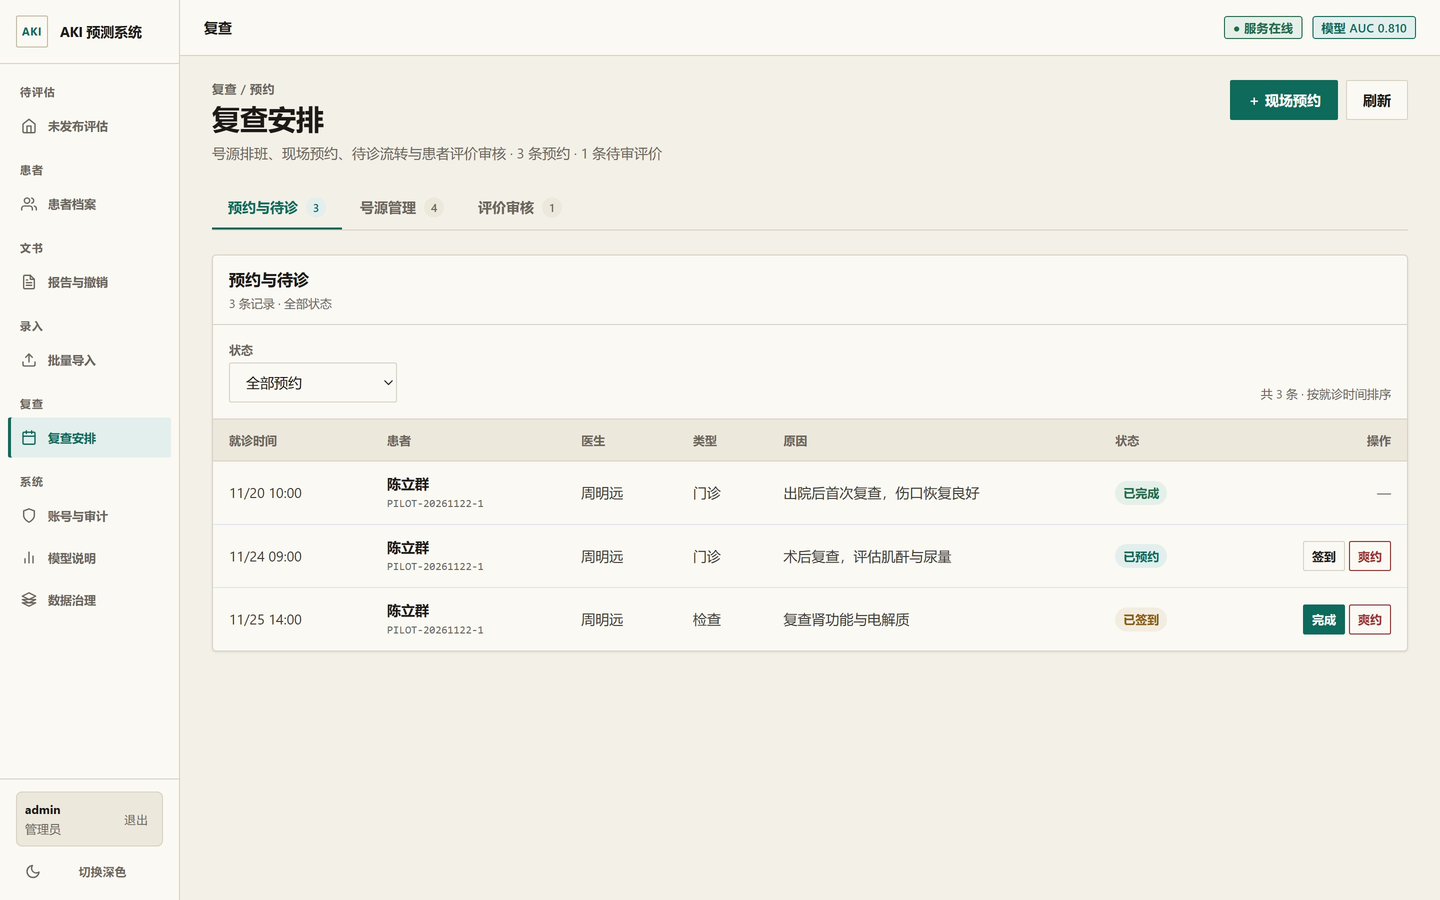 AKI
AKI 预测系统
待评估
未发布评估
患者
患者档案
文书
报告与撤销
录入
批量导入
复查
复查安排
系统
账号与审计
模型说明
数据治理
admin
管理员
退出
切换深色
复查
服务在线
模型 AUC 0.810
复查 / 预约
复查安排
号源排班、现场预约、待诊流转与患者评价审核 · 3 条预约 · 1 条待审评价
+ 现场预约
刷新
预约与待诊 3
号源管理 4
评价审核 1
预约与待诊
3 条记录 · 全部状态
状态
全部预约
共 3 条 · 按就诊时间排序
就诊时间 患者 医生 类型 原因 状态 操作
11/20 10:00 陈立群 周明远 门诊 出院后首次复查，伤口恢复良好 已完成 —
PILOT-20261122-1
11/24 09:00 陈立群 周明远 门诊 术后复查，评估肌酐与尿量 已预约 签到 爽约
PILOT-20261122-1
11/25 14:00 陈立群 周明远 检查 复查肾功能与电解质 已签到 完成 爽约
PILOT-20261122-1